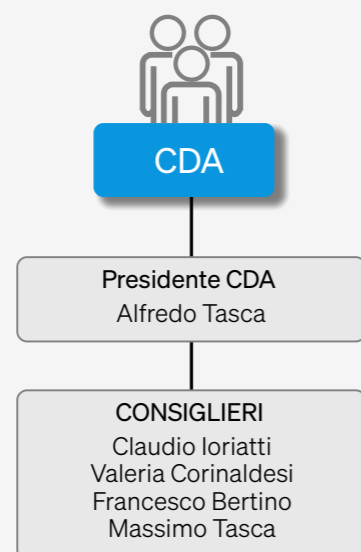 CDA
Presidente CDA
Alfredo Tasca
CONSIGLIERI
Claudio Ioriatti
Valeria Corinaldesi
Francesco Bertino
Massimo Tasca